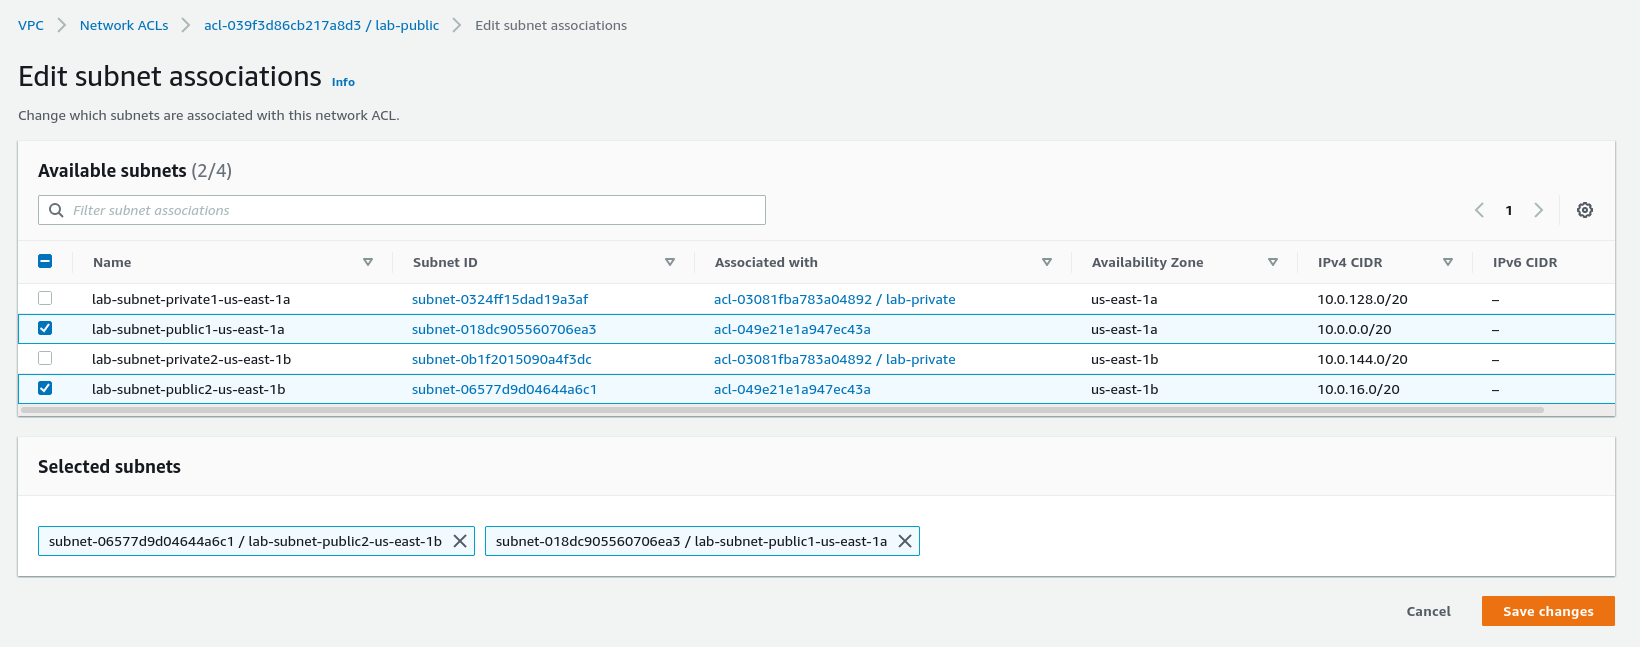 VPC > Network ACLs > acl-039f3d86cb217a8d3 / lab-public > Edit subnet associations
Edit subnet associations Info
Change which subnets are associated with this network ACL.
Available subnets (2/4)
Filter subnet associations 1
Name Subnet ID Associated with Availability Zone IPv4 CIDR IPv6 CIDR
lab-subnet-private1-us-east-1a subnet-0324ff15dad19a3af acl-03081fba783a04892 / lab-private us-east-1a 10.0.128.0/20 –
lab-subnet-public1-us-east-1a subnet-018dc905560706ea3 acl-049e21e1a947ec43a us-east-1a 10.0.0.0/20 –
lab-subnet-private2-us-east-1b subnet-0b1f2015090a4f3dc acl-03081fba783a04892 / lab-private us-east-1b 10.0.144.0/20 –
lab-subnet-public2-us-east-1b subnet-06577d9d04644a6c1 acl-049e21e1a947ec43a us-east-1b 10.0.16.0/20 –
Selected subnets
subnet-06577d9d04644a6c1 / lab-subnet-public2-us-east-1b subnet-018dc905560706ea3 / lab-subnet-public1-us-east-1a
Cancel Save changes